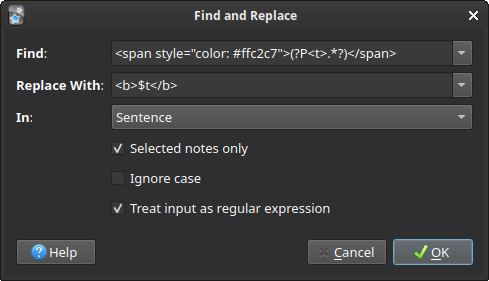 Find and Replace
Find: <span style="color: #ffc2c7">(?P<t>.*?)</span>
Replace With: <b>$t</b>
In: Sentence
Selected notes only
Ignore case
Treat input as regular expression
Help Cancel OK